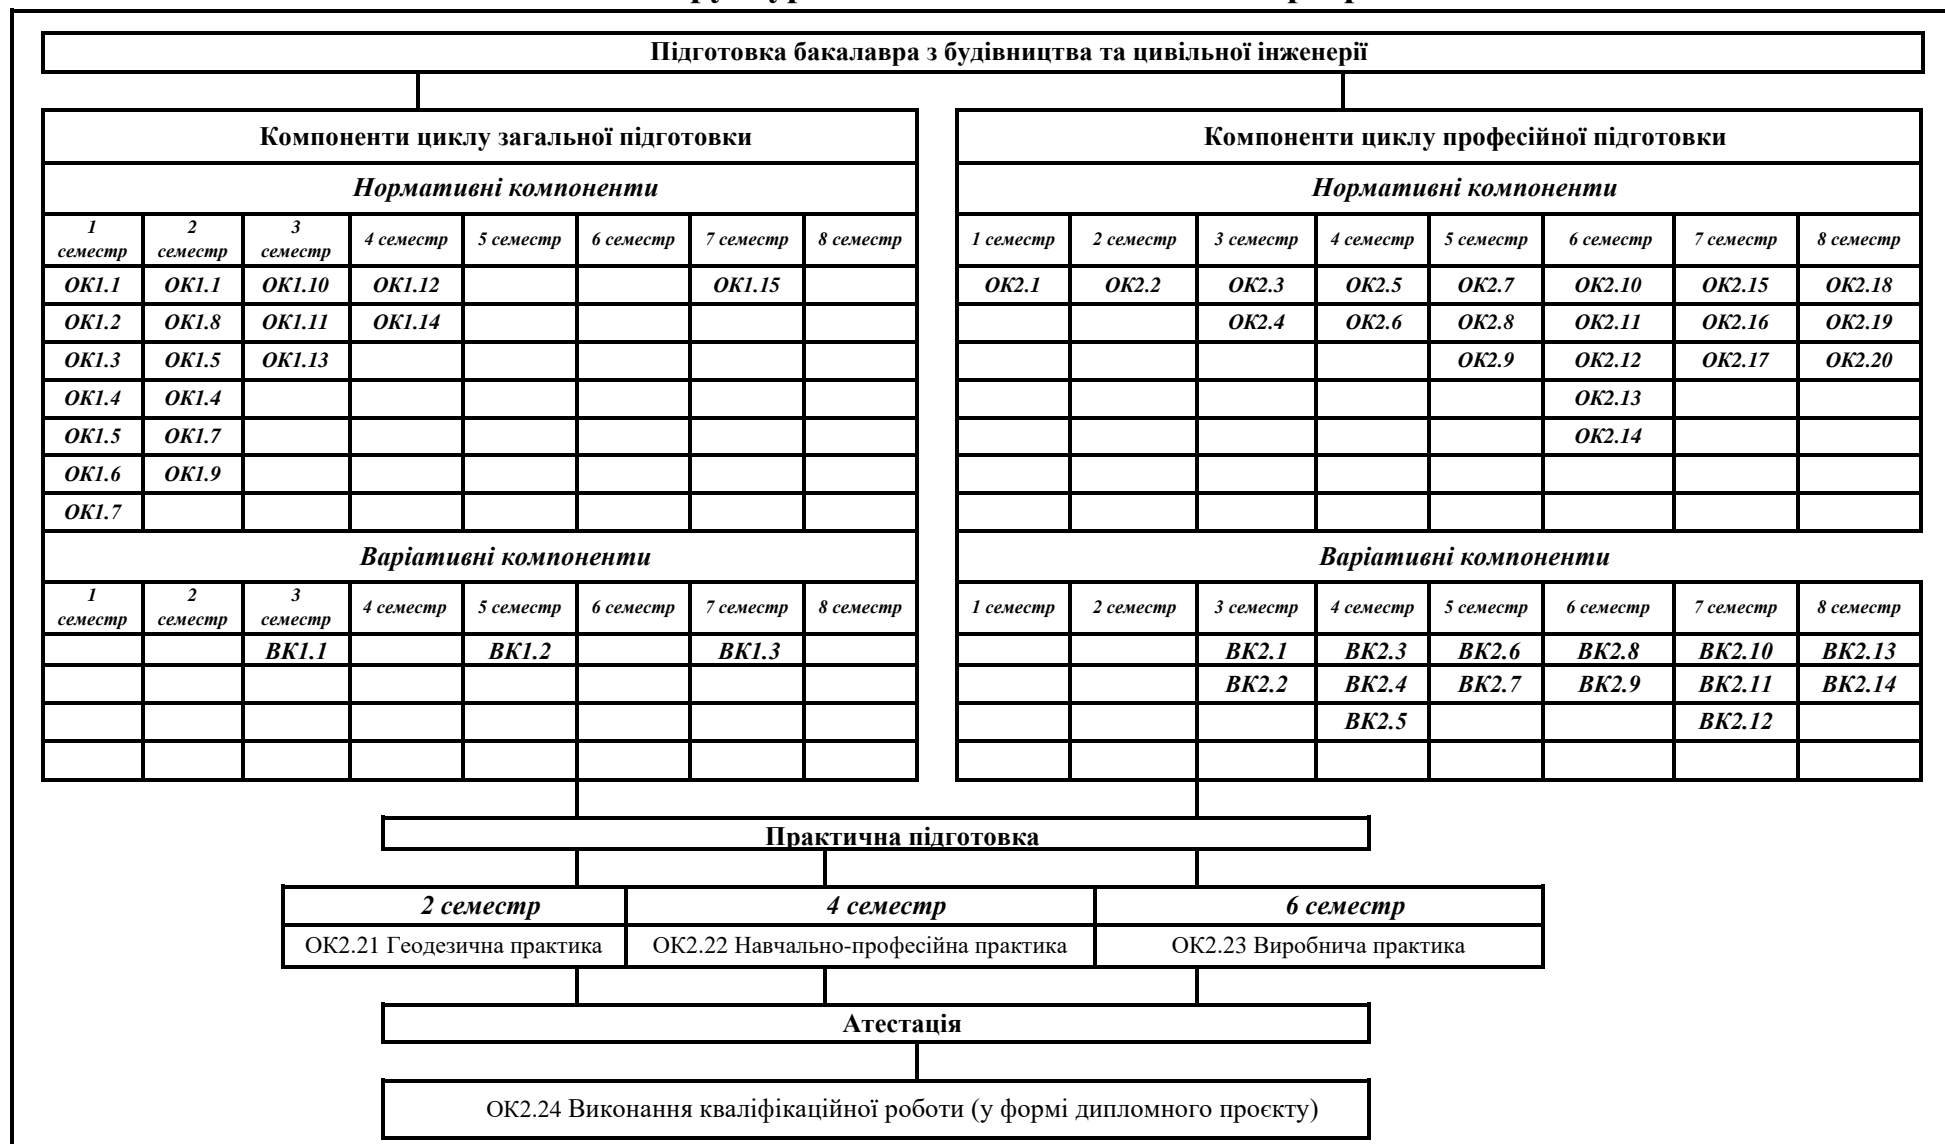 Підготовка бакалавра з будівництва та цивільної інженерії
Компоненти циклу загальної підготовки
Нормативні компоненти
1 семестр 2 семестр 3 семестр 4 семестр 5 семестр 6 семестр 7 семестр 8 семестр
ОК1.1 ОК1.1 ОК1.10 ОК1.12 ОК1.15
ОК1.2 ОК1.8 ОК1.11 ОК1.14
ОК1.3 ОК1.5 ОК1.13
ОК1.4 ОК1.4
ОК1.5 ОК1.7
ОК1.6 ОК1.9
ОК1.7
Варіативні компоненти
1 семестр 2 семестр 3 семестр 4 семестр 5 семестр 6 семестр 7 семестр 8 семестр
ВК1.1 ВК1.2 ВК1.3
Компоненти циклу професійної підготовки
Нормативні компоненти
1 семестр 2 семестр 3 семестр 4 семестр 5 семестр 6 семестр 7 семестр 8 семестр
ОК2.1 ОК2.2 ОК2.3 ОК2.5 ОК2.7 ОК2.10 ОК2.15 ОК2.18
ОК2.4 ОК2.6 ОК2.8 ОК2.11 ОК2.16 ОК2.19
ОК2.9 ОК2.12 ОК2.17 ОК2.20
ОК2.13
ОК2.14
Варіативні компоненти
1 семестр 2 семестр 3 семестр 4 семестр 5 семестр 6 семестр 7 семестр 8 семестр
ВК2.1 ВК2.3 ВК2.6 ВК2.8 ВК2.10 ВК2.13
ВК2.2 ВК2.4 ВК2.7 ВК2.9 ВК2.11 ВК2.14
ВК2.5 ВК2.12
Практична підготовка
2 семестр 4 семестр 6 семестр
ОК2.21 Геодезична практика ОК2.22 Навчально-професійна практика ОК2.23 Виробнича практика
Атестація
ОК2.24 Виконання кваліфікаційної роботи (у формі дипломного проєкту)